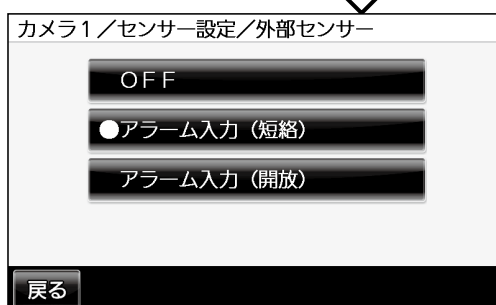 カメラ1／センサー設定／外部センサー
ＯＦＦ
●アラーム入力（短絡）
アラーム入力（開放）
戻る